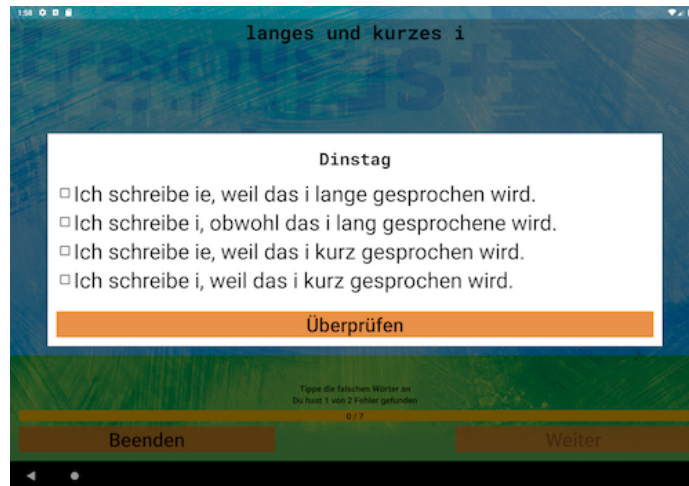 1:58
langes und kurzes i
Erasmus+
Dinstag
Ich schreibe ie, weil das i lange gesprochen wird.
Ich schreibe i, obwohl das i lang gesprochene wird.
Ich schreibe ie, weil das i kurz gesprochen wird.
Ich schreibe i, weil das i kurz gesprochen wird.
Überprüfen
Tippe die falschen Wörter an
Du hast 1 von 2 Fehler gefunden
0/7
Beenden Weiter